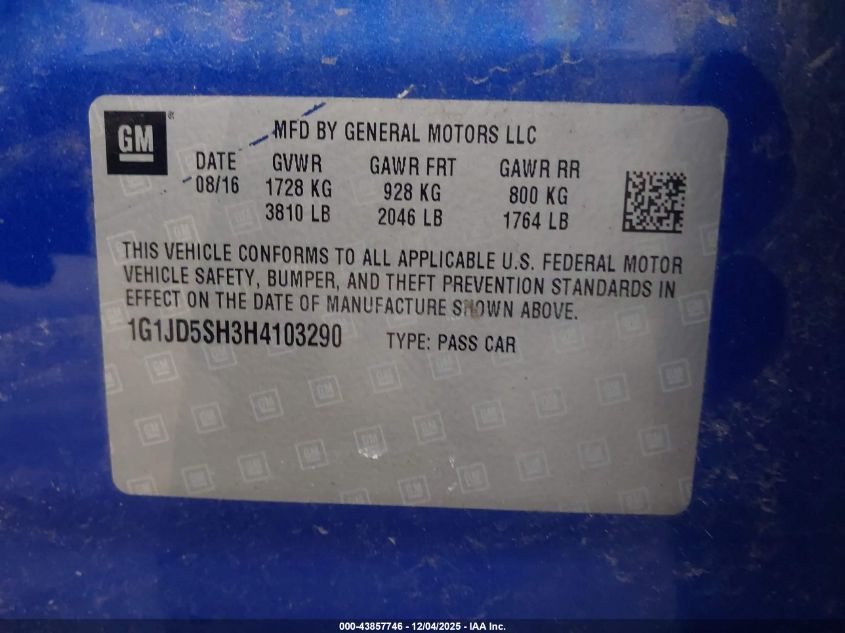 GM ®
MFD BY GENERAL MOTORS LLC
DATE GVWR GAWR FRT GAWR RR
08/16 1728 KG 928 KG 800 KG
3810 LB 2046 LB 1764 LB
THIS VEHICLE CONFORMS TO ALL APPLICABLE U.S. FEDERAL MOTOR
VEHICLE SAFETY, BUMPER, AND THEFT PREVENTION STANDARDS IN
EFFECT ON THE DATE OF MANUFACTURE SHOWN ABOVE.
1G1JD5SH3H4103290 TYPE: PASS CAR
000-43857746 - 12/04/2025 - IAA Inc.